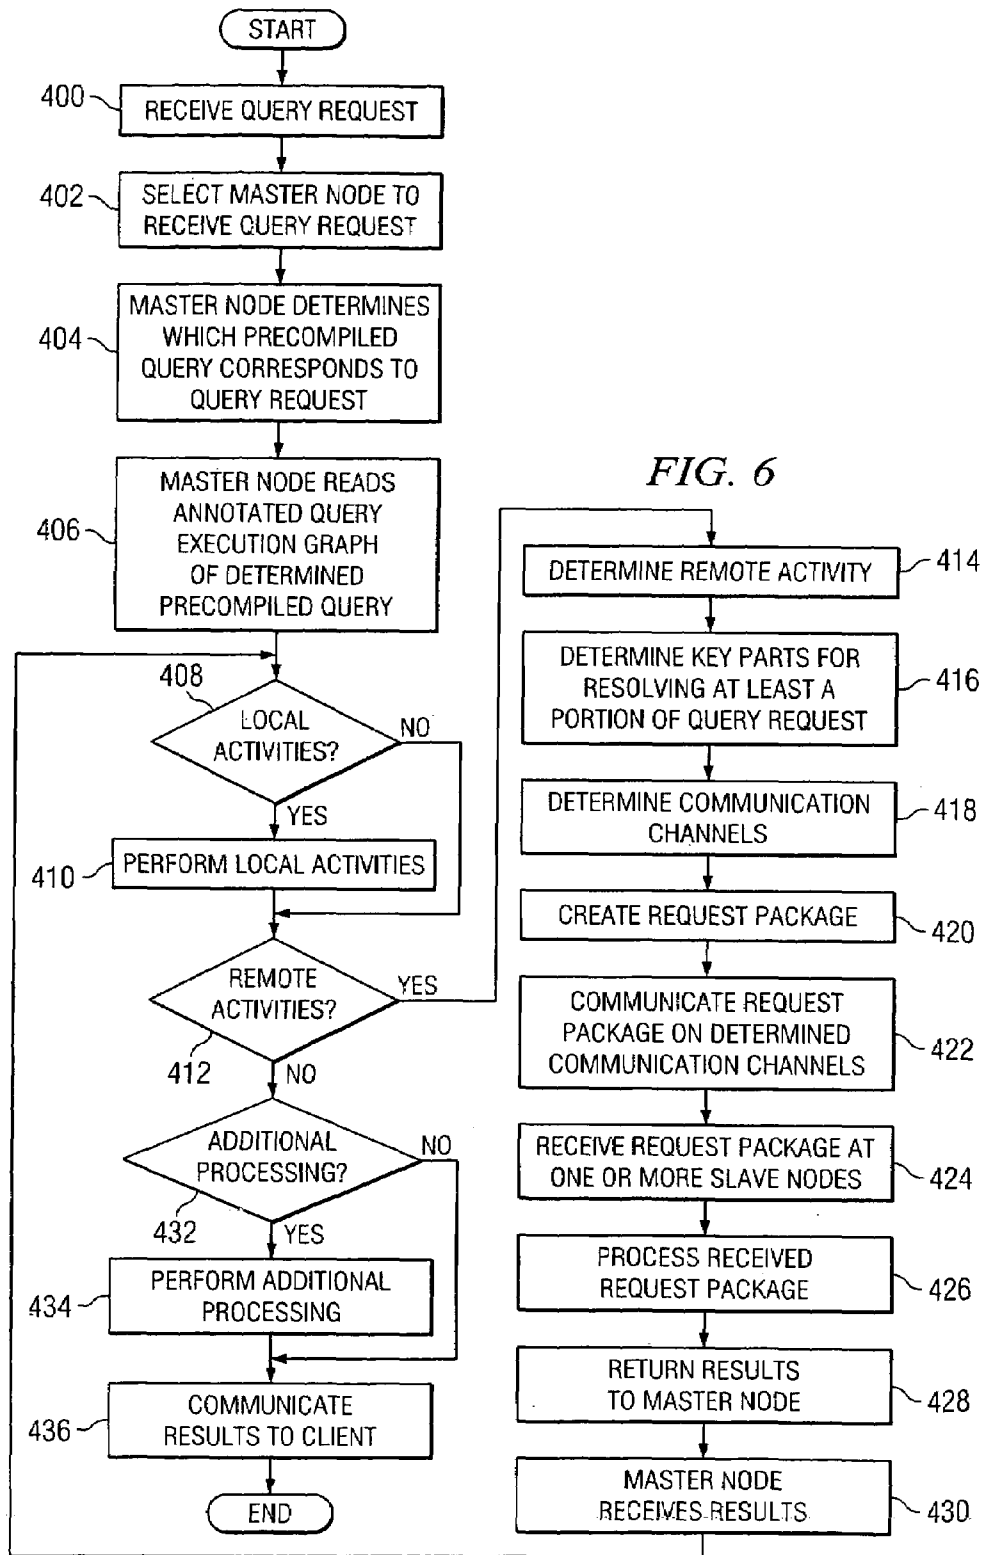 START
400
RECEIVE QUERY REQUEST
402
SELECT MASTER NODE TO
RECEIVE QUERY REQUEST
404
MASTER NODE DETERMINES
WHICH PRECOMPILED
QUERY CORRESPONDS TO
QUERY REQUEST
406
MASTER NODE READS
ANNOTATED QUERY
EXECUTION GRAPH
OF DETERMINED
PRECOMPILED QUERY
408
LOCAL
ACTIVITIES?
NO
YES
410
PERFORM LOCAL ACTIVITIES
REMOTE
ACTIVITIES?
YES
412
NO
ADDITIONAL
PROCESSING?
NO
432
YES
434
PERFORM ADDITIONAL
PROCESSING
436
COMMUNICATE
RESULTS TO CLIENT
END
FIG. 6
DETERMINE REMOTE ACTIVITY
414
DETERMINE KEY PARTS FOR
RESOLVING AT LEAST A
PORTION OF QUERY REQUEST
416
DETERMINE COMMUNICATION
CHANNELS
418
CREATE REQUEST PACKAGE
420
COMMUNICATE REQUEST
PACKAGE ON DETERMINED
COMMUNICATION CHANNELS
422
RECEIVE REQUEST PACKAGE AT
ONE OR MORE SLAVE NODES
424
PROCESS RECEIVED
REQUEST PACKAGE
426
RETURN RESULTS
TO MASTER NODE
428
MASTER NODE
RECEIVES RESULTS
430